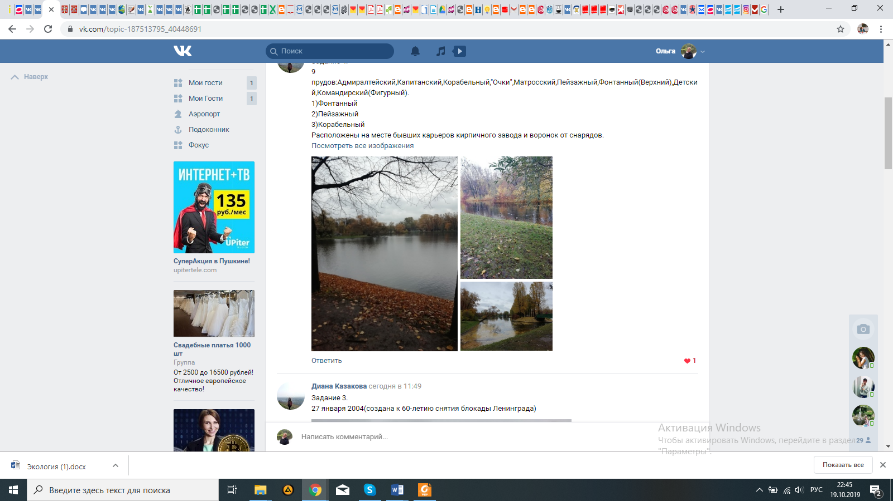 vk.com/topic-187513795_40448691
Поиск
Ольга
Наверх
Мои гости 1
Мои Гости 1
Аэропорт
Подоконник
Фокус
ИНТЕРНЕТ+ТВ
135
руб./мес
UPiter
СуперАкция в Пушкине!
upitertele.com
Свадебные платья 1000
шт
Группа
От 2500 до 16500 рублей!
Отличное европейское
качество!
9
прудов:Адмиралтейский,Капитанский,Корабельный,"Очки",Матросский,Пейзажный,Фонтанный(Верхний),Детски
й,Командирский(Фигурный).
1)Фонтанный
2)Пейзажный
3)Корабельный
Расположены на месте бывших карьеров кирпичного завода и воронок от снарядов.
Посмотреть все изображения
Ответить
1
Диана Казакова сегодня в 11:49
Задание 3.
27 января 2004(создана к 60-летию снятия блокады Ленинграда)
Написать комментарий...
29
Активация Windows
Чтобы активировать Windows, перейдите в раздел
"Параметры".
Экология (1).docx
Показать все
Введите здесь текст для поиска
РУС
22:45
19.10.2019